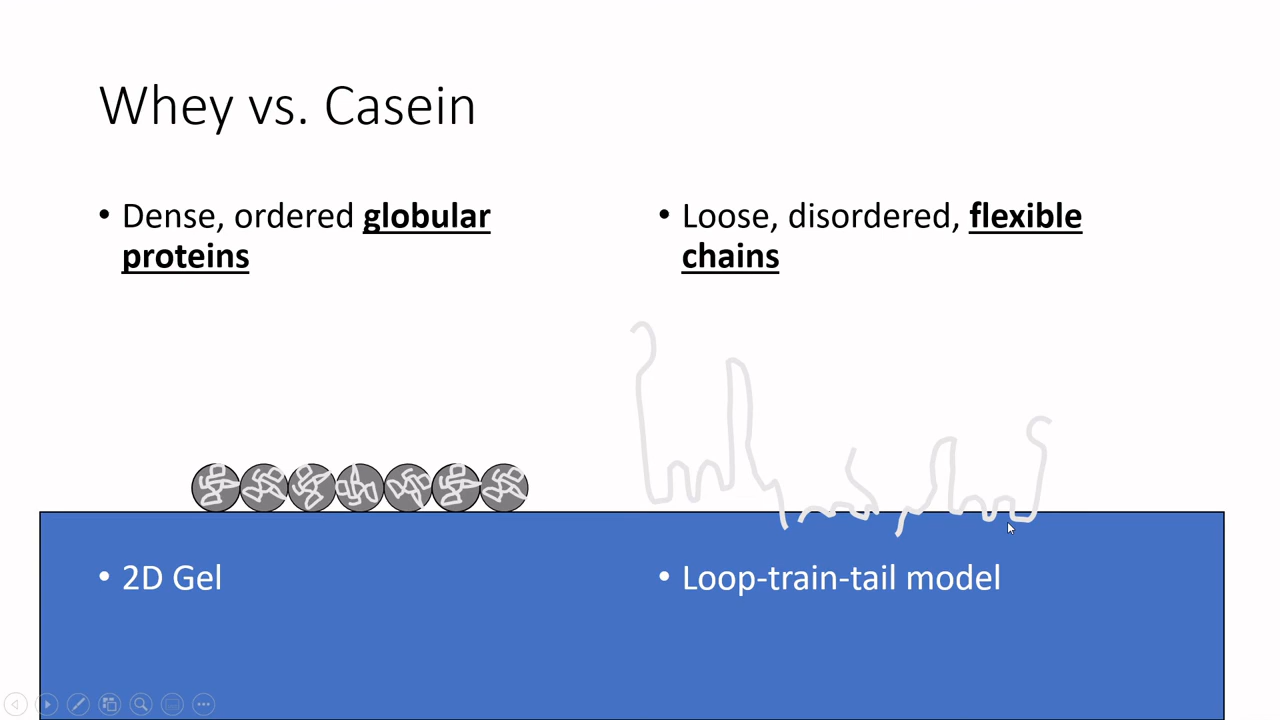 Whey vs. Casein
• Dense, ordered globular
proteins
• Loose, disordered, flexible
chains
• 2D Gel
• Loop-train-tail model